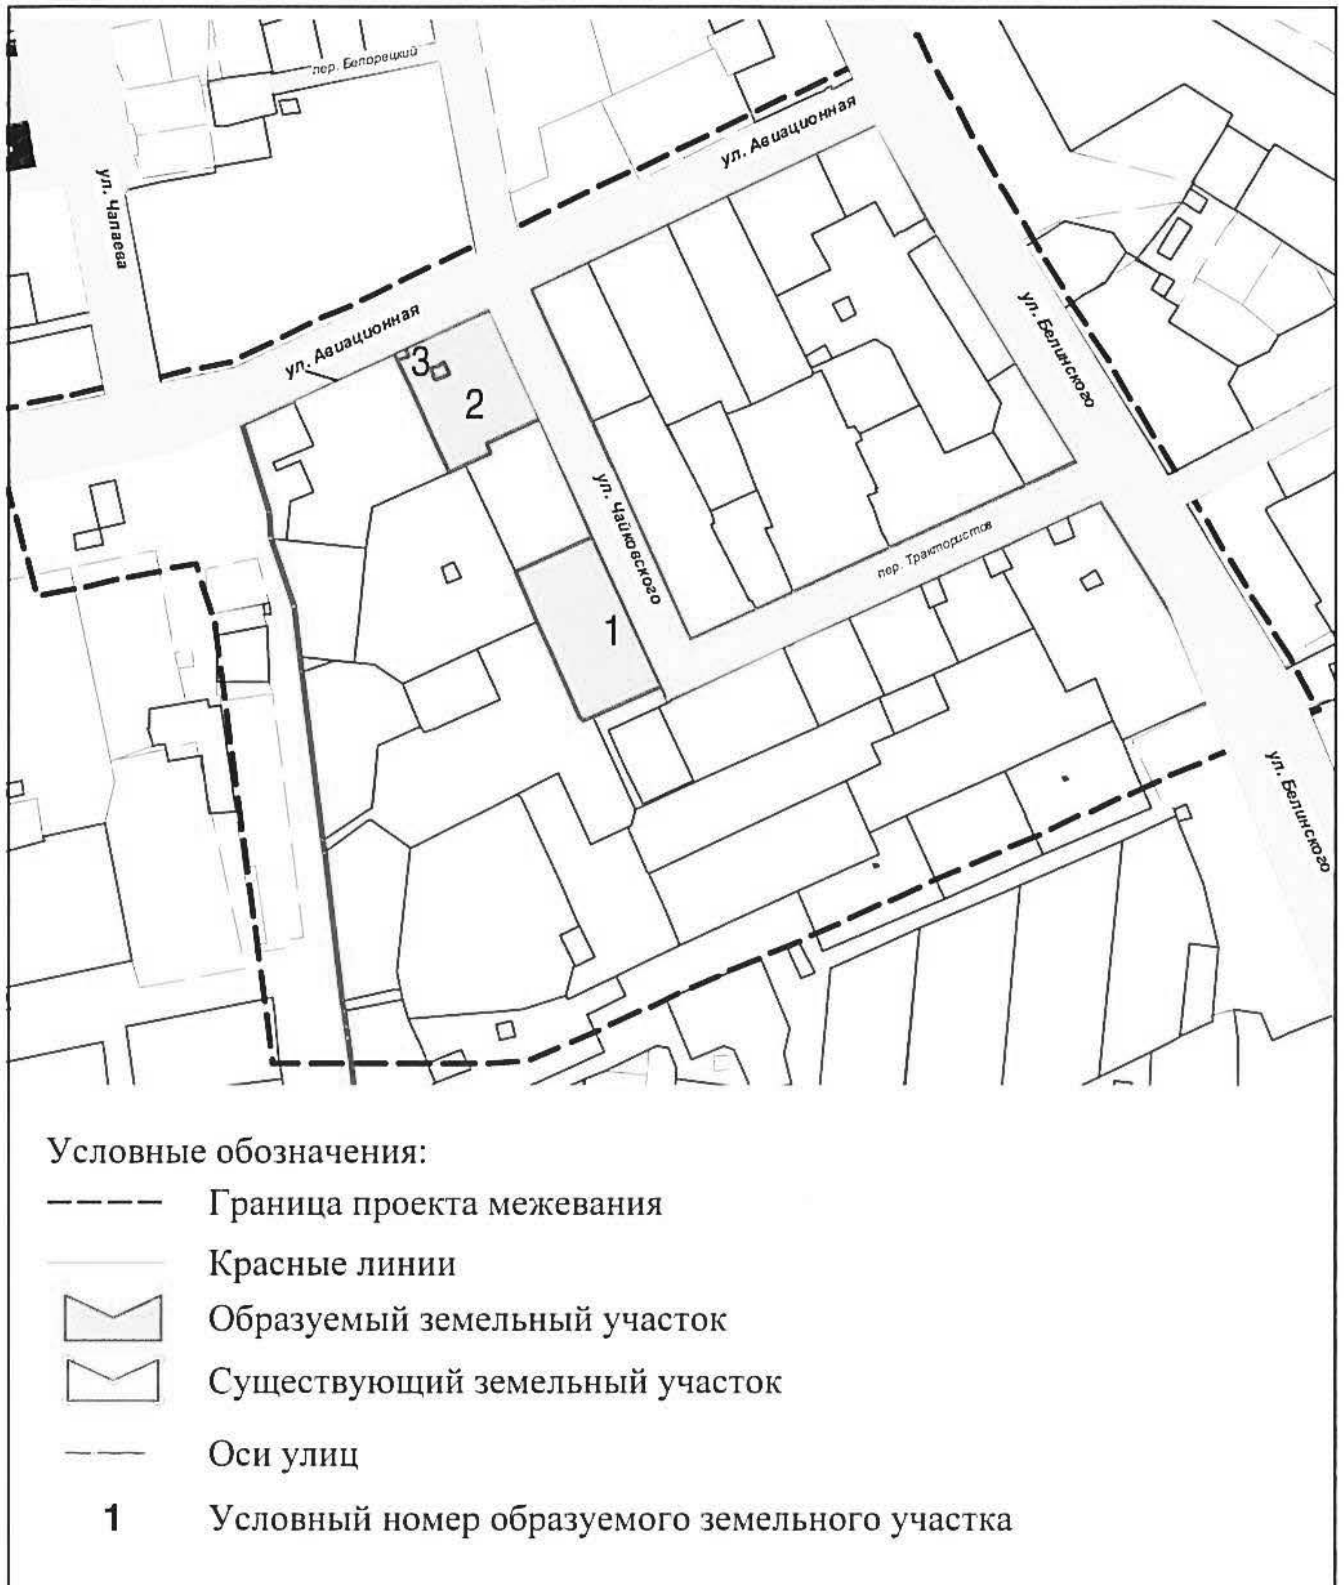 пер. Белорецкий
ул. Авиационная
ул. Чапаева
ул. Авиационная
ул. Белинского
3
2
ул. Чайковского
пер. Трактористов
1
ул. Белинского
Условные обозначения:
Граница проекта межевания
Красные линии
Образуемый земельный участок
Существующий земельный участок
Оси улиц
1 Условный номер образуемого земельного участка